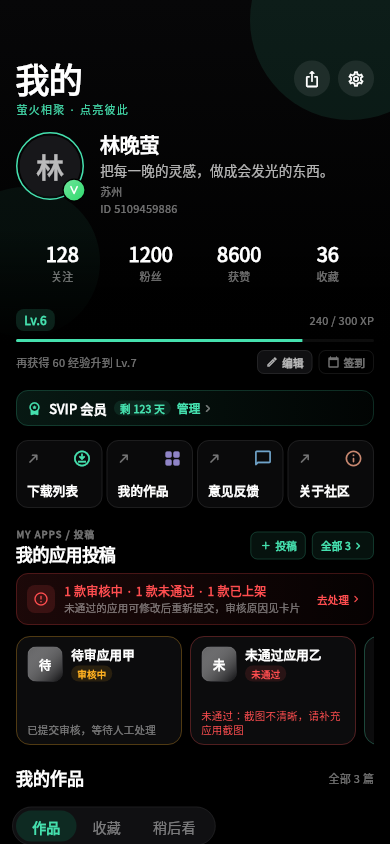 我的
萤火相聚 · 点亮彼此
林
V
林晚萤
把每一晚的灵感，做成会发光的东西。
苏州
ID 5109459886
128 1200 8600 36
关注 粉丝 获赞 收藏
Lv.6 240 / 300 XP
再获得 60 经验升到 Lv.7 编辑 签到
SVIP 会员 剩 123 天 管理
下载列表 我的作品 意见反馈 关于社区
MY APPS / 投稿
我的应用投稿
投稿 全部 3
1 款审核中 · 1 款未通过 · 1 款已上架
未通过的应用可修改后重新提交，审核原因见卡片
去处理
待 待审应用甲
审核中
已提交审核，等待人工处理
未 未通过应用乙
未通过
未通过：截图不清晰，请补充
应用截图
我的作品 全部 3 篇
作品 收藏 稍后看